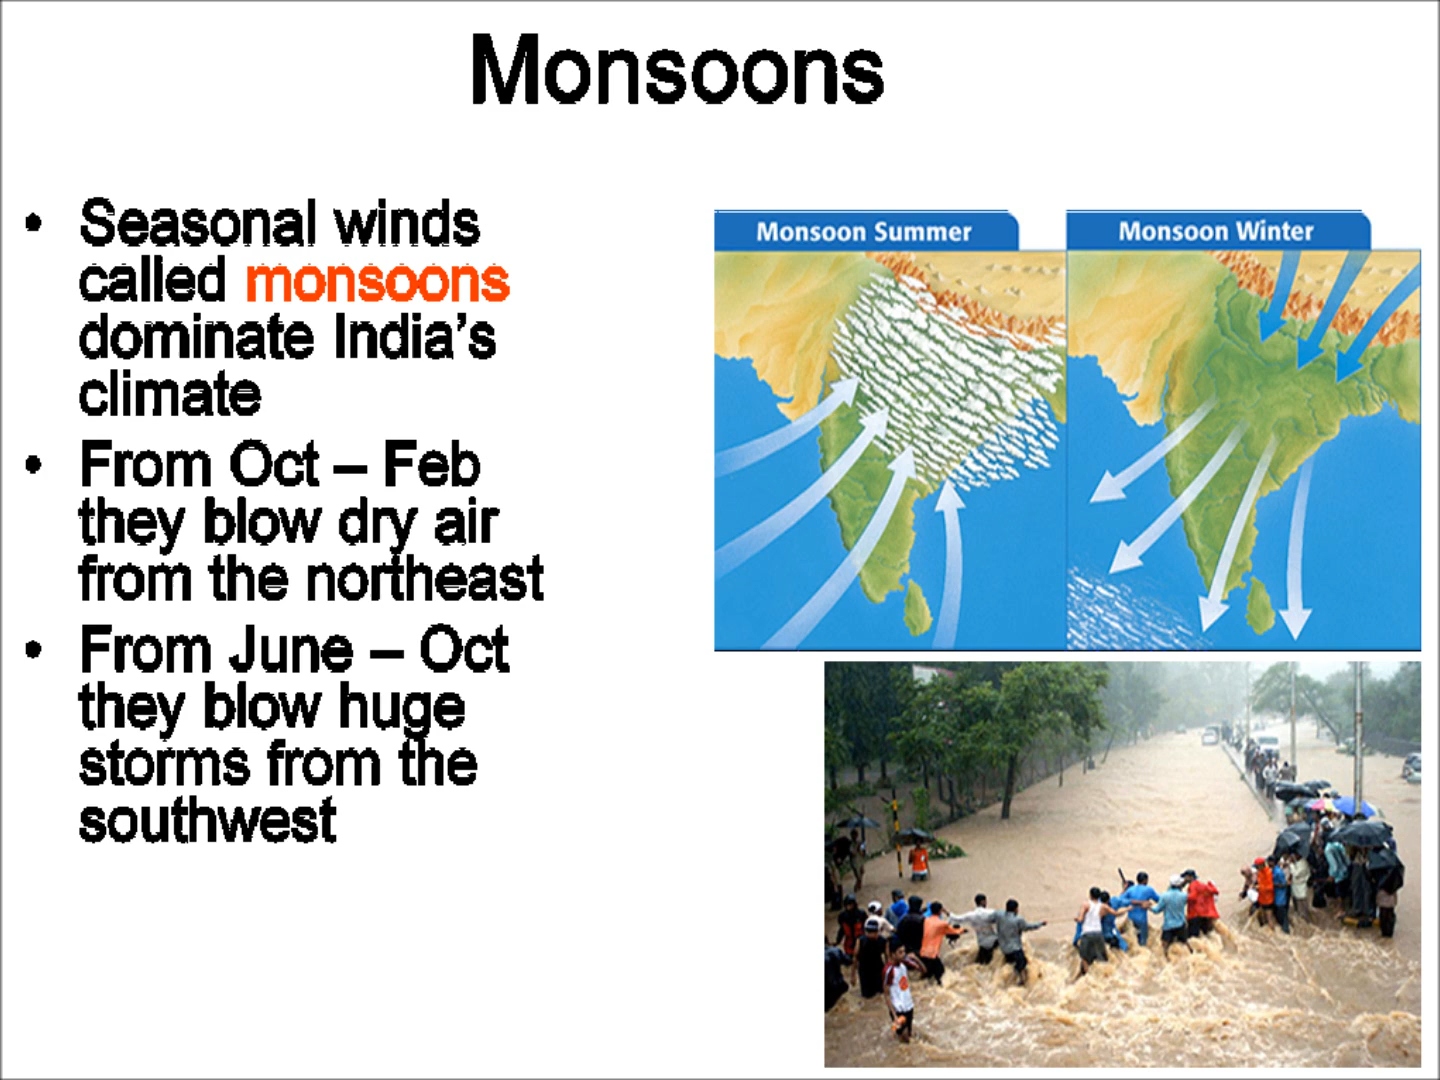 Monsoons
• Seasonal winds
called monsoons
dominate India’s
climate
• From Oct – Feb
they blow dry air
from the northeast
• From June – Oct
they blow huge
storms from the
southwest
Monsoon Summer
Monsoon Winter